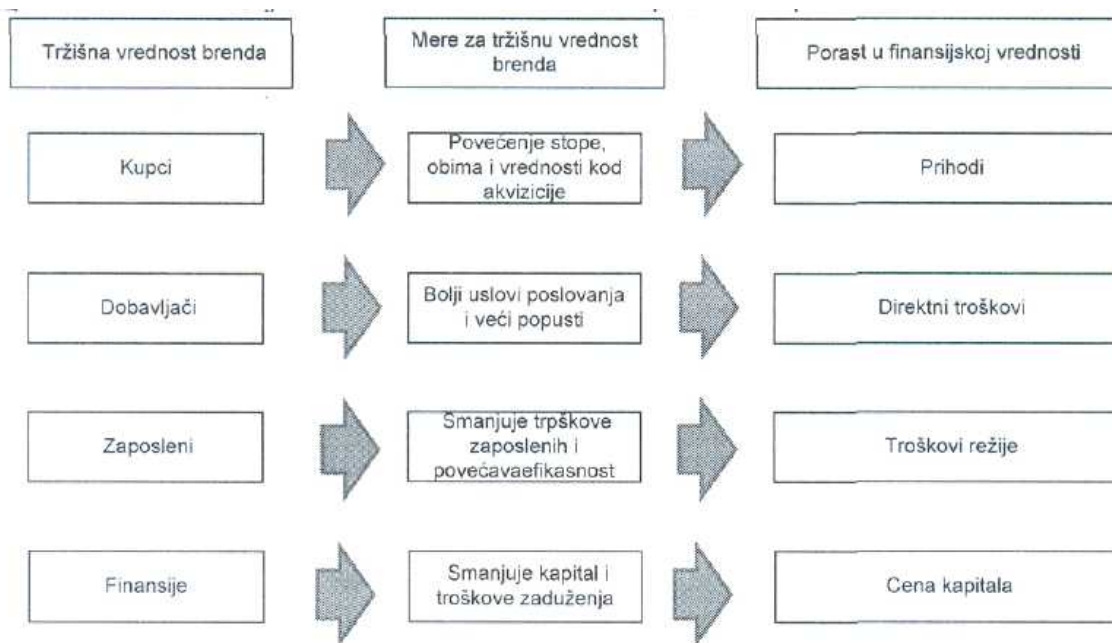 Tržišna vrednost brenda
Mere za tržišnu vrednost
brenda
Porast u finansijskoj vrednosti
Kupci
Povećenje stope,
obima i vrednosti kod
akvizicije
Prihodi
Dobavljači
Bolji uslovi poslovanja
i veći popusti
Direktni troškovi
Zaposleni
Smanjuje trpškove
zaposlenih i
povećavaefikasnost
Troškovi režije
Finansije
Smanjuje kapital i
troškove zaduženja
Cena kapitala